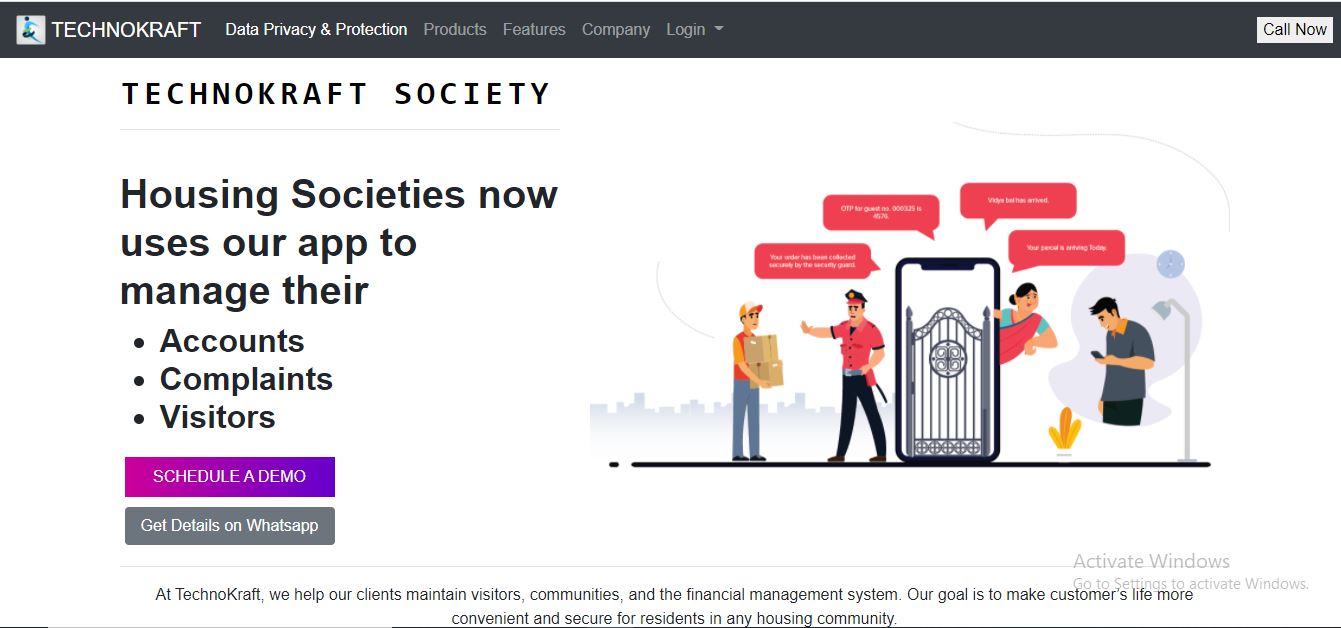 TECHNOKRAFT Data Privacy & Protection Products Features Company Login Call Now
TECHNOKRAFT SOCIETY
Housing Societies now
uses our app to
manage their
Accounts
Complaints
Visitors
SCHEDULE A DEMO
Get Details on Whatsapp
OTP for guest no. 000325 is
4576.
Vidya bai has arrived.
Your order has been collected
securely by the security guard.
Your parcel is arriving Today.
Activate Windows
Go to Settings to activate Windows.
At TechnoKraft, we help our clients maintain visitors, communities, and the financial management system. Our goal is to make customer's life more
convenient and secure for residents in any housing community.